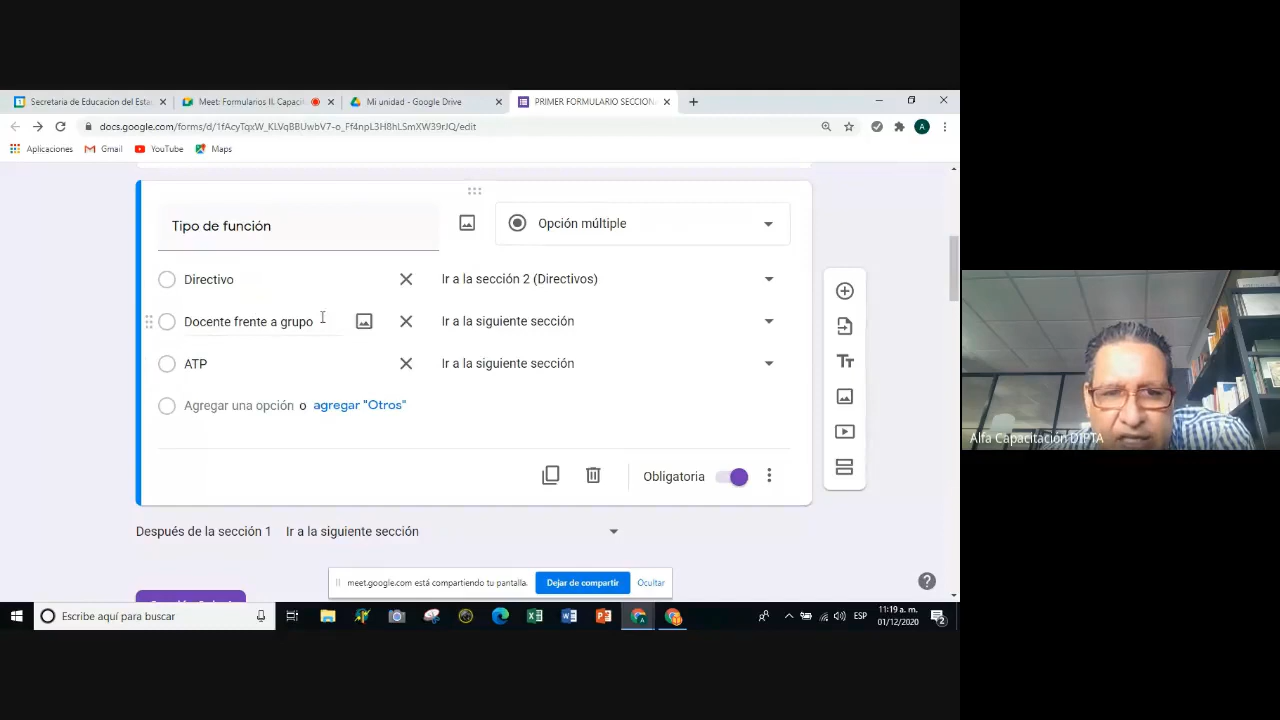 Secretaria de Educacion del Esta
Meet: Formularios II. Capaci
Mi unidad - Google Drive
PRIMER FORMULARIO SECCION
docs.google.com/forms/d/1fAcyTqxW_KLVqBBUwbV7-o_Ff4npL3H8hLSmXW39rJQ/edit
A
Aplicaciones
Gmail
YouTube
Maps
Tipo de función
Opción múltiple
Directivo
Ir a la sección 2 (Directivos)
Docente frente a grupo
Ir a la siguiente sección
ATP
Ir a la siguiente sección
Agregar una opción o agregar "Otros"
Tт
Obligatoria
Después de la sección 1 Ir a la siguiente sección
meet.google.com está compartiendo tu pantalla.
Dejar de compartir
Ocultar
Escribe aquí para buscar
ESP
11:19 a. m.
01/12/2020
2
Alfa Capacitación DIPTA